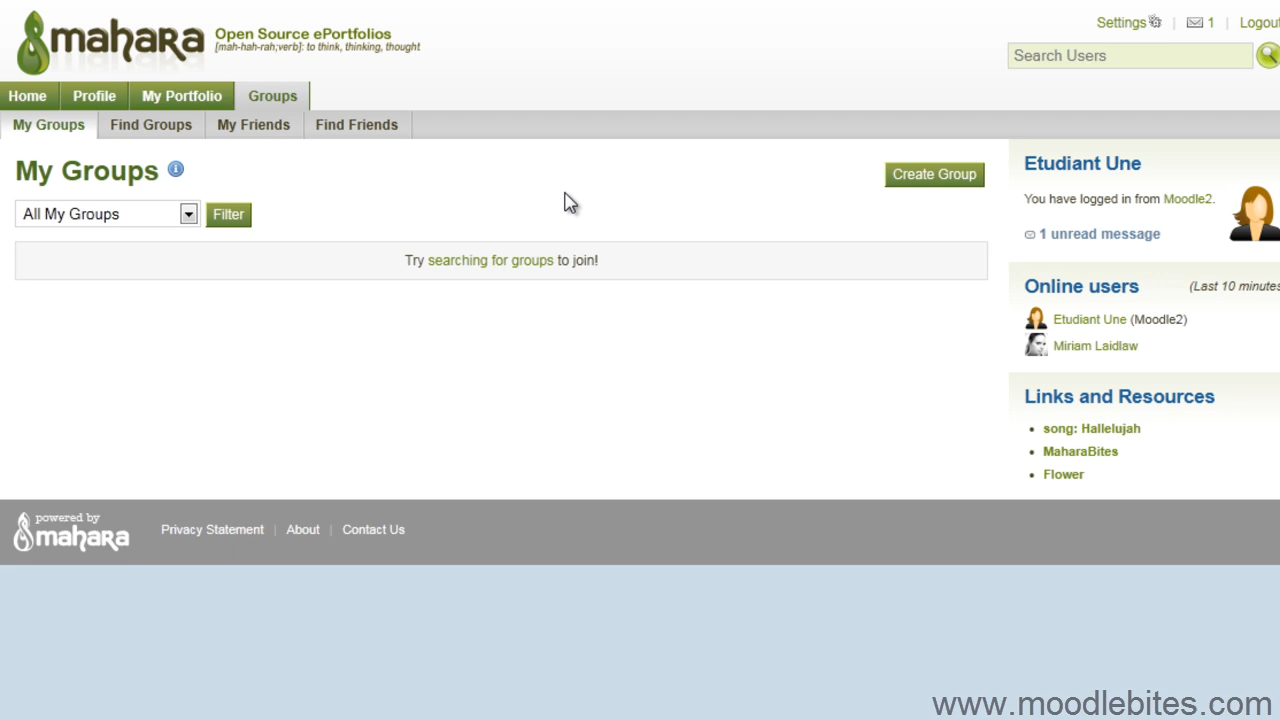 mahara
Open Source ePortfolios
[mah-hah-rah;verb]: to think, thinking, thought
Settings | 1 | Logout
Search Users
Home Profile My Portfolio Groups
My Groups Find Groups My Friends Find Friends
My Groups
Create Group
All My Groups Filter
Try searching for groups to join!
Etudiant Une
You have logged in from Moodle2.
1 unread message
Online users (Last 10 minutes
Etudiant Une (Moodle2)
Miriam Laidlaw
Links and Resources
• song: Hallelujah
• MaharaBites
• Flower
powered by
mahara
Privacy Statement | About | Contact Us
www.moodlebites.com